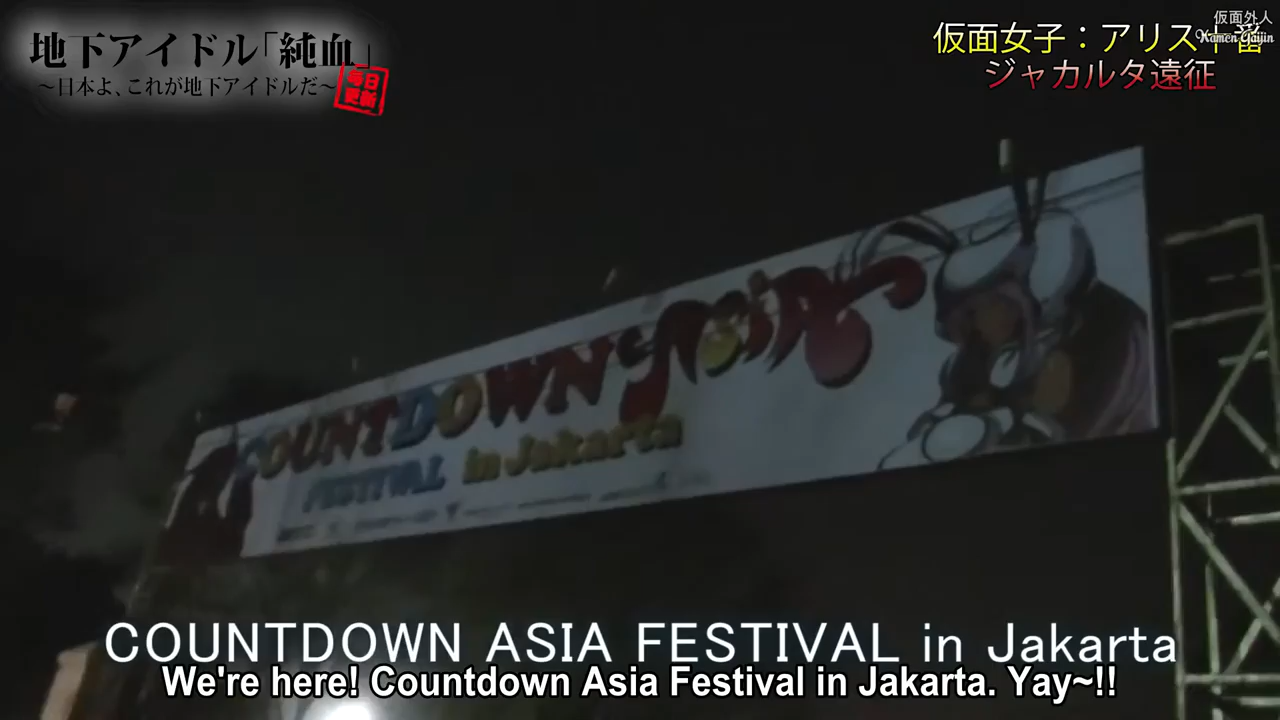 地下アイドル「純血」
～日本よ、これが地下アイドルだ～
毎日
更新
仮面外人
Kamen Gaijin
仮面女子：アリス十番
ジャカルタ遠征
COUNTDOWN ASIA
FESTIVAL in Jakarta
COUNTDOWN ASIA FESTIVAL in Jakarta
We're here! Countdown Asia Festival in Jakarta. Yay~!!